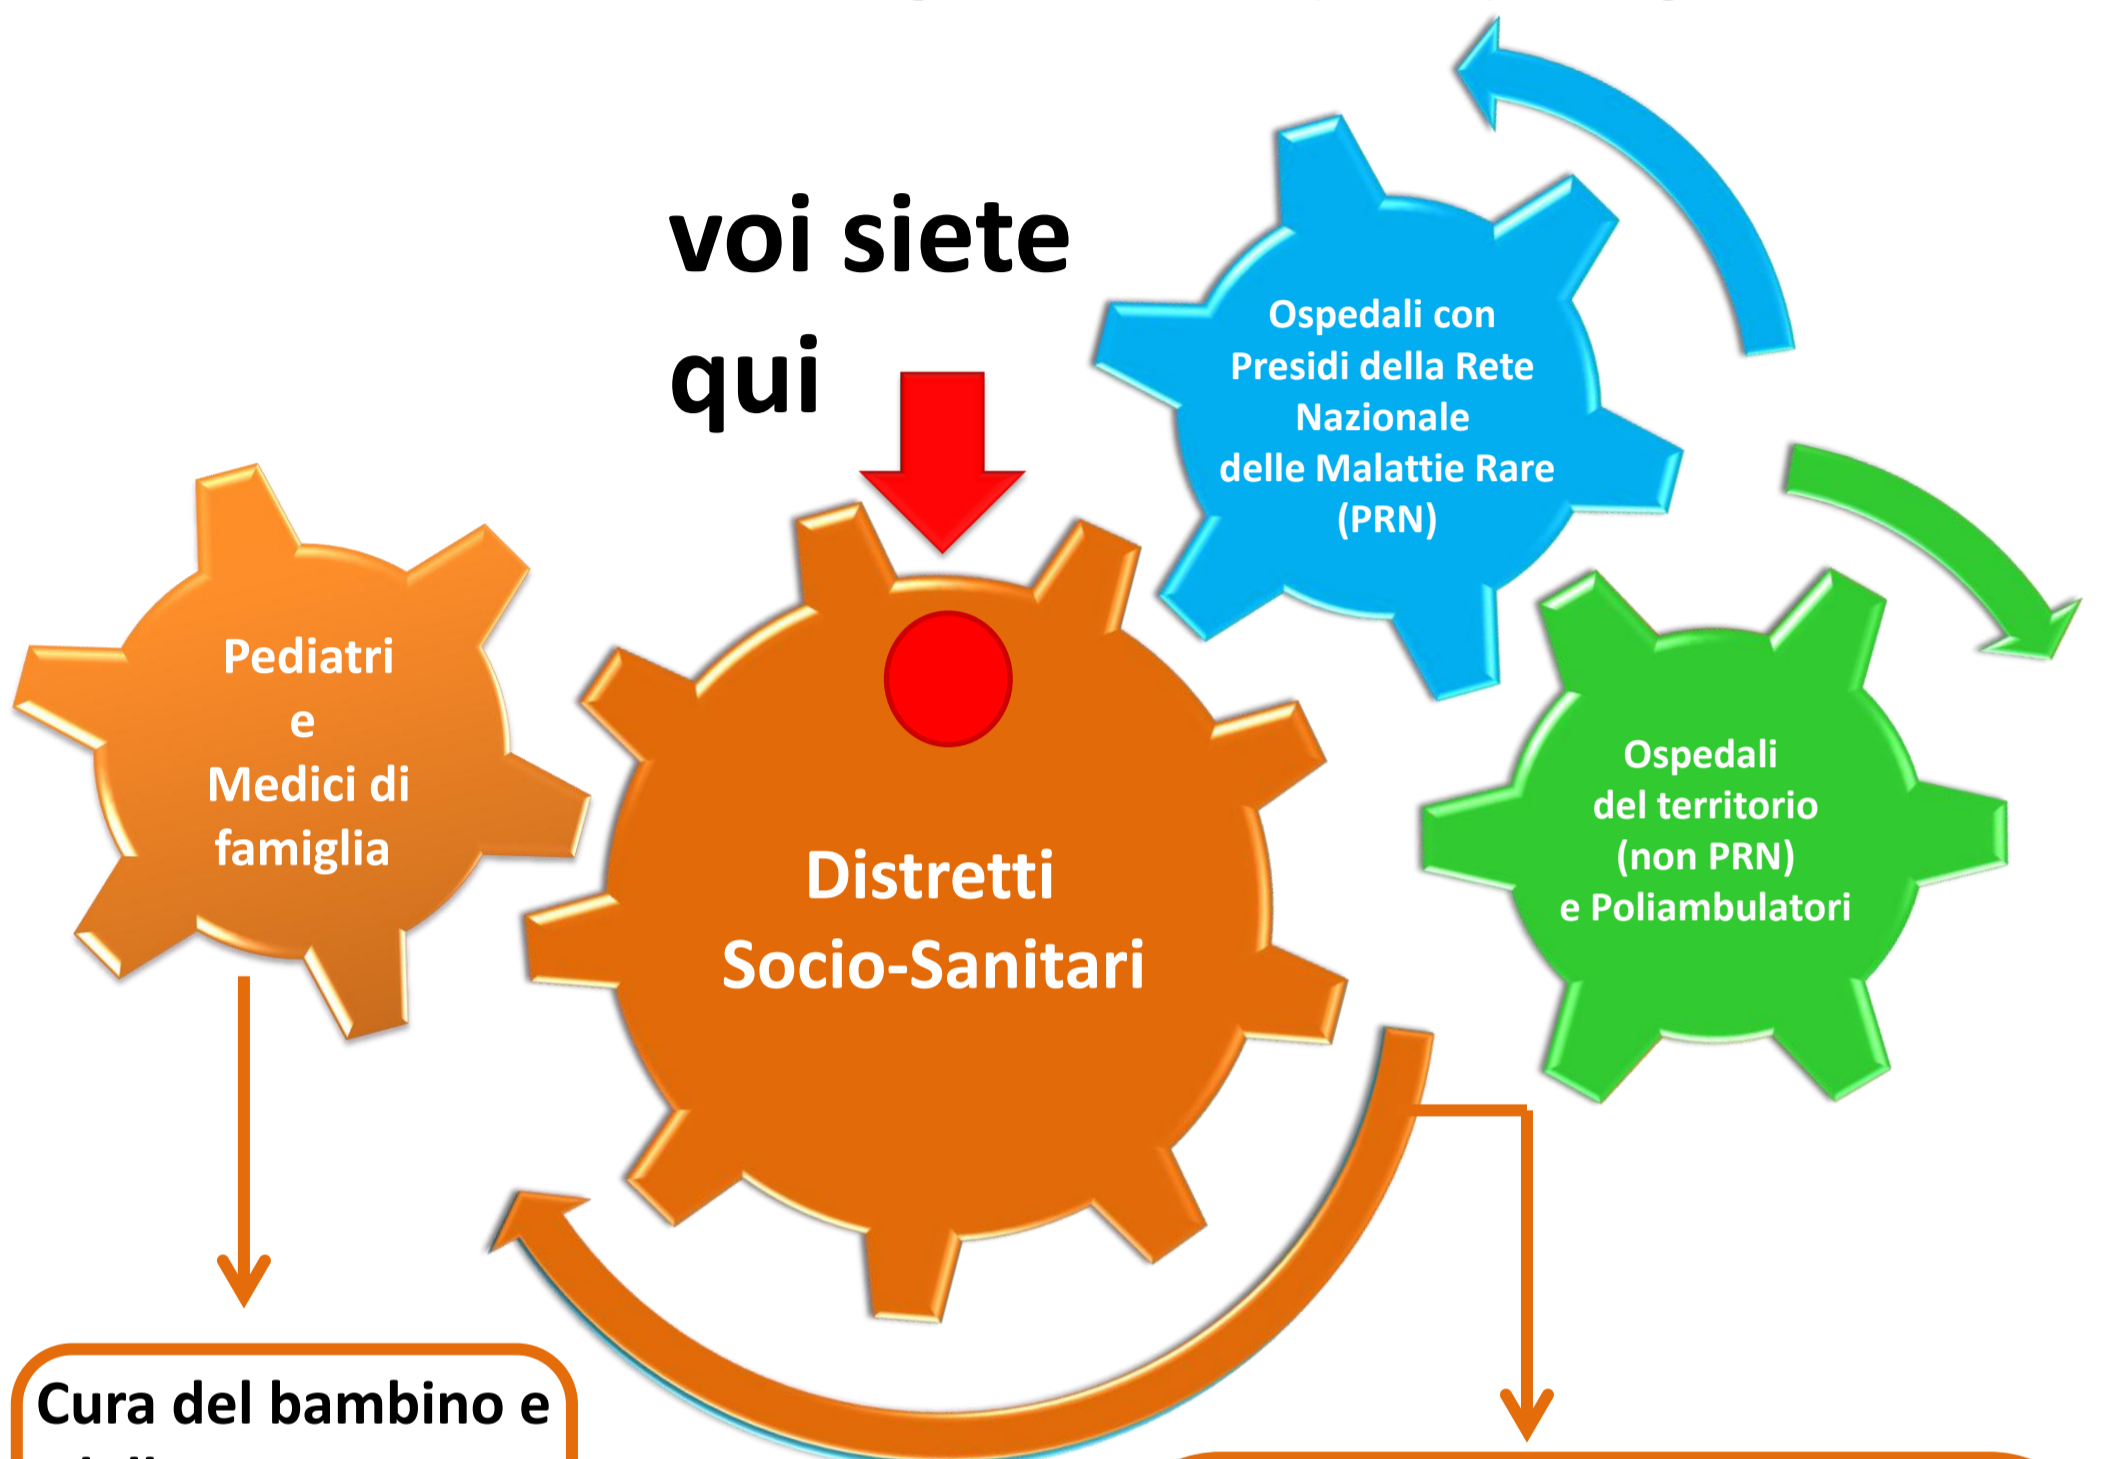 voi siete
qui
Ospedali con
Presidi della Rete
Nazionale
delle Malattie Rare
(PRN)
Pediatri
e
Medici di
famiglia
Distretti
Socio-Sanitari
Ospedali
del territorio
(non PRN)
e Poliambulatori
Cura del bambino e